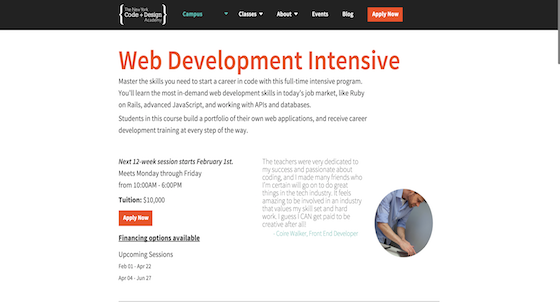 The New York
Code + Design
Academy
Campus
Classes
About
Events
Blog
Apply Now
Web Development Intensive
Master the skills you need to start a career in code with this full-time intensive program.
You'll learn the most in-demand web development skills in today's job market, like Ruby
on Rails, advanced JavaScript, and working with APIs and databases.
Students in this course build a portfolio of their own web applications, and receive career
development training at every step of the way.
Next 12-week session starts February 1st.
Meets Monday through Friday
from 10:00AM - 6:00PM
Tuition: $10,000
Apply Now
Financing options available
Upcoming Sessions
Feb 01 - Apr 22
Apr 04 - Jun 27
The teachers were very dedicated to
my success and passionate about
coding, and I made many friends who
I'm certain will go on to do great
things in the tech industry. It feels
amazing to be involved in an industry
that values my skill set and hard
work. I guess I CAN get paid to be
creative after all!
- Claire Walker, Front End Developer